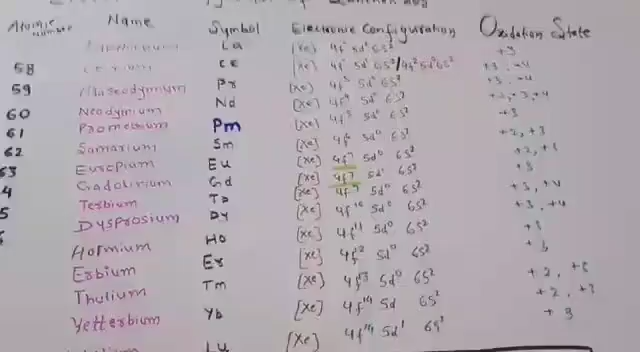 Atomic Number Name Symbol Electronic Configuration Oxidation State
La [Xe] 4f⁰ 5d¹ 6s² +3
58 Cerium CE [Xe] 4f¹ 5d¹ 6s²/4f² 5d⁰ 6s² +3, +4
59 Pr [Xe] 4f³ 5d⁰ 6s² +3, +4
60 Neodymium Nd [Xe] 4f⁴ 5d⁰ 6s²
61 Promethium Pm [Xe] 4f⁵ 5d⁰ 6s² +3
62 Samarium Sm [Xe] 4f⁶ 5d⁰ 6s² +2, +3
63 Europium Eu [Xe] 4f⁷ 5d⁰ 6s² +2, +3
4 Gadolinium Gd [Xe] 4f⁷ 5d¹ 6s² +3
5 Terbium Tb [Xe] 4f⁹ 5d⁰ 6s² +3, +4
Dysprosium Dy [Xe] 4f¹⁰ 5d⁰ 6s² +3, +4
Holmium Ho [Xe] 4f¹¹ 5d⁰ 6s² +3
Erbium Er [Xe] 4f¹² 5d⁰ 6s² +3
Thulium Tm [Xe] 4f¹³ 5d⁰ 6s² +2, +3
Yetterbium Yb [Xe] 4f¹⁴ 5d 6s² +2, +3
Lu [Xe] 4f¹⁴ 5d¹ 6s² +3